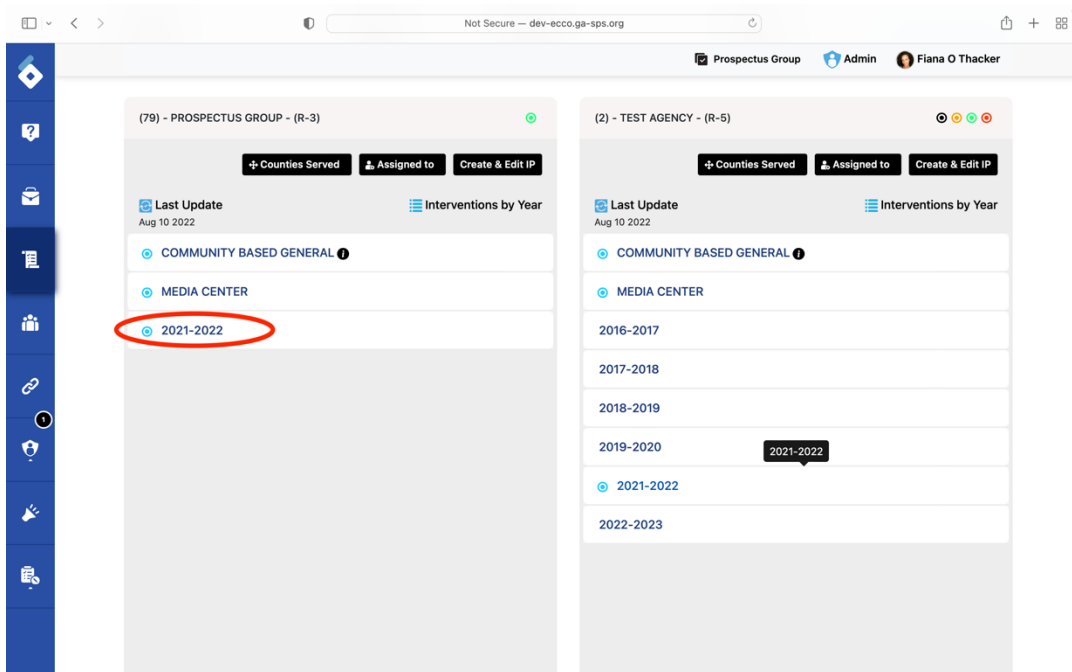 Not Secure — dev-ecco.ga-sps.org
Prospectus Group
Admin
Fiana O Thacker
(79) - PROSPECTUS GROUP - (R-3)
Counties Served
Assigned to
Create & Edit IP
Last Update
Interventions by Year
Aug 10 2022
COMMUNITY BASED GENERAL
MEDIA CENTER
2021-2022
(2) - TEST AGENCY - (R-5)
Counties Served
Assigned to
Create & Edit IP
Last Update
Interventions by Year
Aug 10 2022
COMMUNITY BASED GENERAL
MEDIA CENTER
2016-2017
2017-2018
2018-2019
2019-2020
2021-2022
2021-2022
2022-2023
1